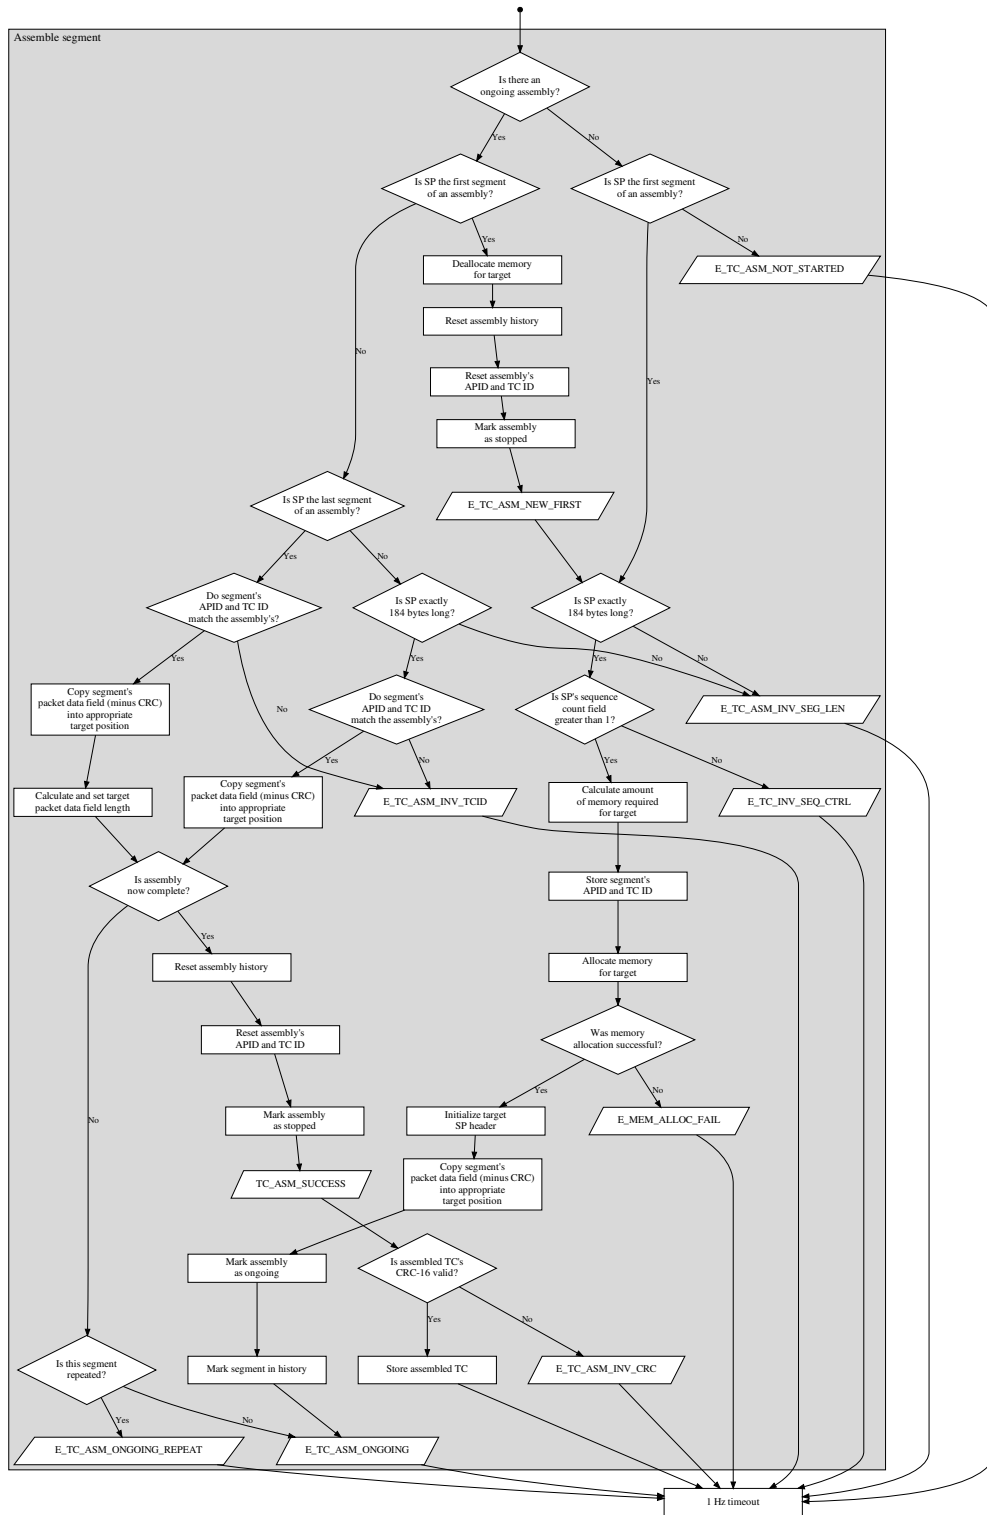 Assemble segment
Is there an
ongoing assembly?
Yes
No
Is SP the first segment
of an assembly?
Is SP the first segment
of an assembly?
Yes
No
Deallocate memory
for target
E_TC_ASM_NOT_STARTED
Reset assembly history
No
Yes
Reset assembly's
APID and TC ID
Mark assembly
as stopped
Is SP the last segment
of an assembly?
E_TC_ASM_NEW_FIRST
Yes
No
Do segment's
APID and TC ID
match the assembly's?
Is SP exactly
184 bytes long?
Is SP exactly
184 bytes long?
Yes
Yes
Yes
No
No
Copy segment's
packet data field (minus CRC)
into appropriate
target position
No
Do segment's
APID and TC ID
match the assembly's?
Is SP's sequence
count field
greater than 1?
E_TC_ASM_INV_SEG_LEN
Yes
No
Yes
No
Calculate and set target
packet data field length
Copy segment's
packet data field (minus CRC)
into appropriate
target position
E_TC_ASM_INV_TCID
Calculate amount
of memory required
for target
E_TC_INV_SEQ_CTRL
Is assembly
now complete?
Store segment's
APID and TC ID
Yes
Reset assembly history
Allocate memory
for target
Reset assembly's
APID and TC ID
Was memory
allocation successful?
Yes
No
No
Mark assembly
as stopped
Initialize target
SP header
E_MEM_ALLOC_FAIL
TC_ASM_SUCCESS
Copy segment's
packet data field (minus CRC)
into appropriate
target position
Mark assembly
as ongoing
Is assembled TC's
CRC-16 valid?
Yes
No
Is this segment
repeated?
Mark segment in history
Store assembled TC
E_TC_ASM_INV_CRC
Yes
No
E_TC_ASM_ONGOING_REPEAT
E_TC_ASM_ONGOING
1 Hz timeout